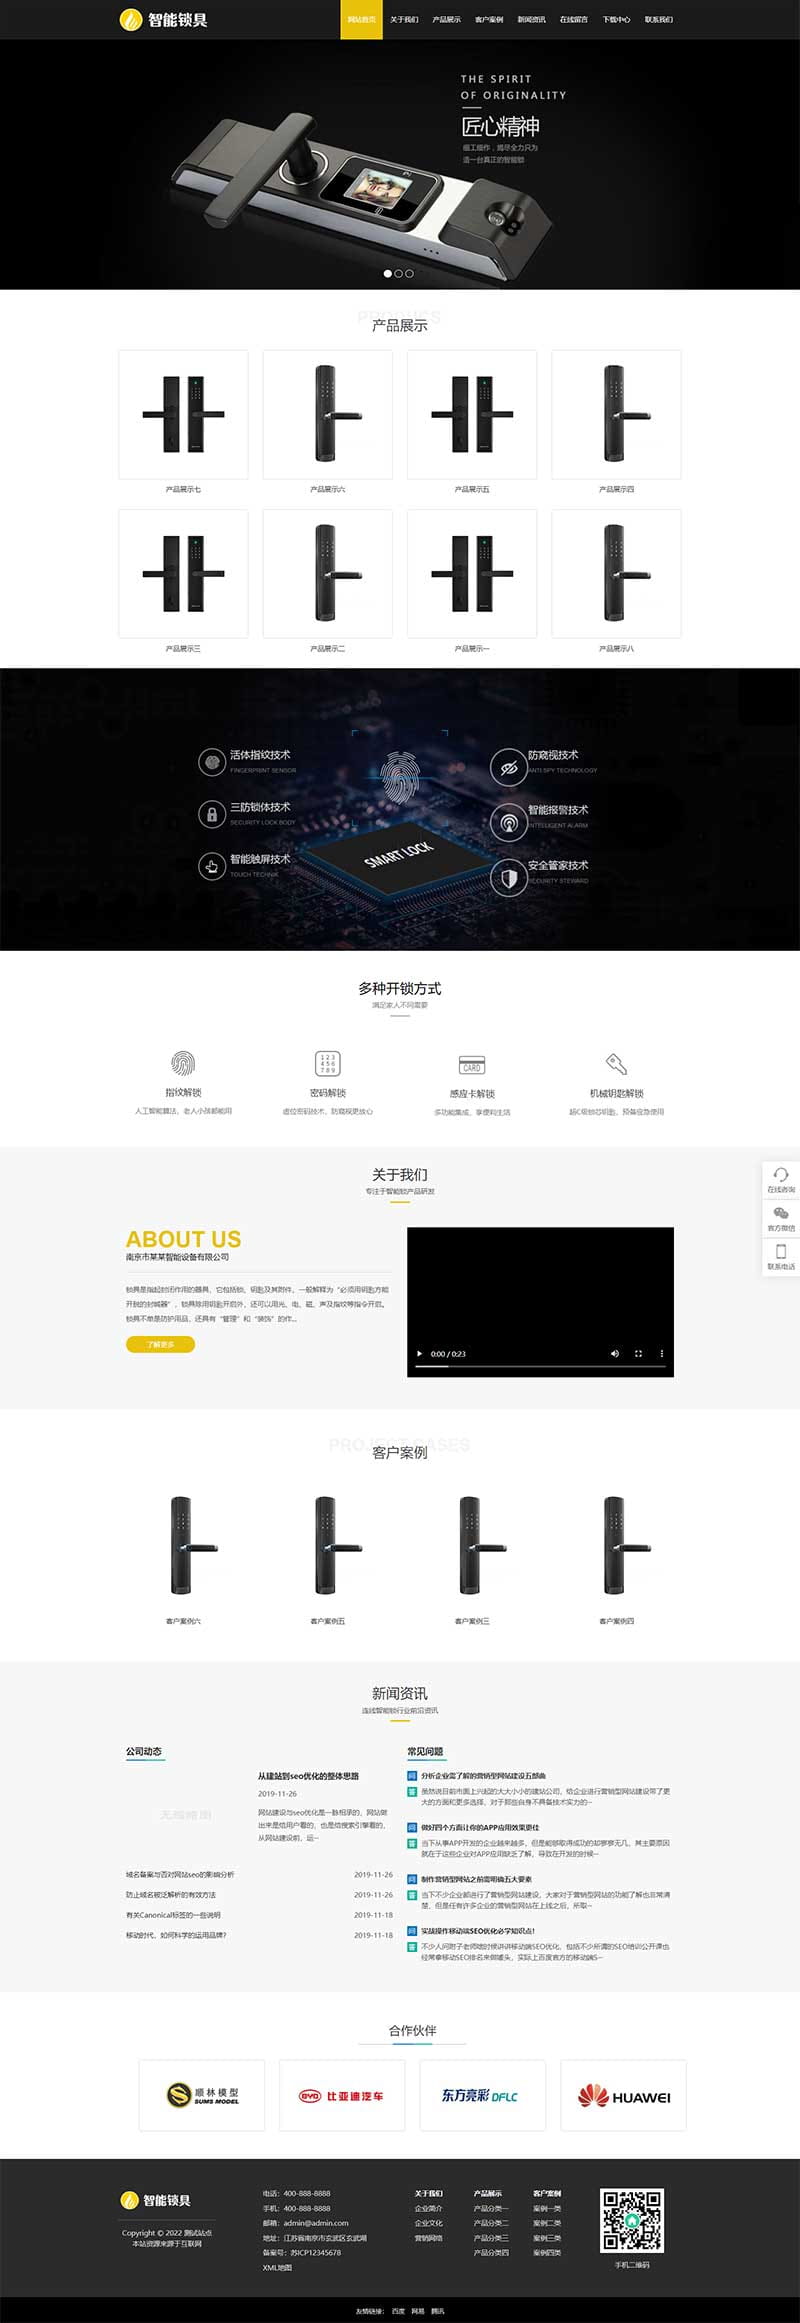 智能锁具
网站首页 关于我们 产品展示 客户案例 新闻资讯 在线留言 下载中心 联系我们
THE SPIRIT
OF ORIGINALITY
匠心精神
细工细作，竭尽全力只为
造一台真正的智能锁
产品展示
产品展示七 产品展示六 产品展示五 产品展示四
产品展示三 产品展示二 产品展示一 产品展示八
活体指纹技术
FINGERPRINT SENSOR
三防锁体技术
SECURITY LOCK BODY
智能触屏技术
TOUCH TECHNIK
SMART LOCK
防窥视技术
ANTI SPY TECHNOLOGY
智能报警技术
INTELLIGENT ALARM
安全管家技术
SECURITY STEWARD
多种开锁方式
满足家人不同需要
1 2 3
4 5 6
7 8 9
CARD
指纹解锁 密码解锁 感应卡解锁 机械钥匙解锁
人工智能算法，老人小孩都能用 虚位密码技术，防窥视更放心 多功能集成，享便利生活 超C级锁芯钥匙，预备应急使用
在线咨询
官方微信
联系电话
关于我们
专注于智能锁产品研发
ABOUT US
南京市某某智能设备有限公司
锁具是指起封闭作用的器具，它包括锁、钥匙及其附件，一般解释为“必须用钥匙方能
开脱的封缄器”，锁具除用钥匙开启外，还可以用光、电、磁、声及指纹等指令开启。
锁具不单是防护用品，还具有“管理”和“装饰”的作...
了解更多
0:00 / 0:23
PROJECT CASES
客户案例
客户案例六 客户案例五 客户案例三 客户案例四
新闻资讯
连线智能锁行业前沿资讯
公司动态
无缩略图
从建站到seo优化的整体思路
2019-11-26
网站建设与seo优化是一脉相承的，网站做
出来是给用户看的，也是给搜索引擎看的，
从网站建设前，运···
域名备案与否对网站seo的影响分析 2019-11-26
防止域名被泛解析的有效方法 2019-11-26
有关Canonical标签的一些说明 2019-11-18
移动时代，如何科学的运用品牌？ 2019-11-18
常见问题
问 分析企业需了解的营销型网站建设五部曲
答 虽然说目前市面上兴起的大大小小的建站公司，给企业进行营销型网站建设带了更
大的方面和更多选择，对于那些自身不具备技术实力的···
问 做好四个方面让你的APP应用效果更佳
答 当下从事APP开发的企业越来越多，但是能够取得成功的却寥寥无几，其主要原因
就在于这些企业对APP应用缺乏了解，导致在开发的时候···
问 制作营销型网站之前需明确五大要素
答 当下不少企业都进行了营销型网站建设，大家对于营销型网站的功能了解也非常清
楚，但是任有许多企业的营销型网站在上线之后，所取···
问 实战操作移动端SEO优化必学知识点！
答 不少人问附子老师啥时候讲讲移动端SEO优化，包括不少所谓的SEO培训公开课也
经常拿移动SEO排名来做噱头，实际上百度官方的移动端S···
合作伙伴
顺林模型
SUMS MODEL
BYD 比亚迪汽车
东方亮彩 DFLC
HUAWEI
智能锁具
Copyright © 2022 测试站点
本站资源来源于互联网
电话：400-888-8888
手机：400-888-8888
邮箱：admin@admin.com
地址：江苏省南京市玄武区玄武湖
备案号：苏ICP12345678
XML地图
关于我们
企业简介
企业文化
营销网络
产品展示
产品分类一
产品分类二
产品分类三
产品分类四
客户案例
案例一类
案例二类
案例三类
案例四类
手机二维码
友情链接： 百度 网易 腾讯